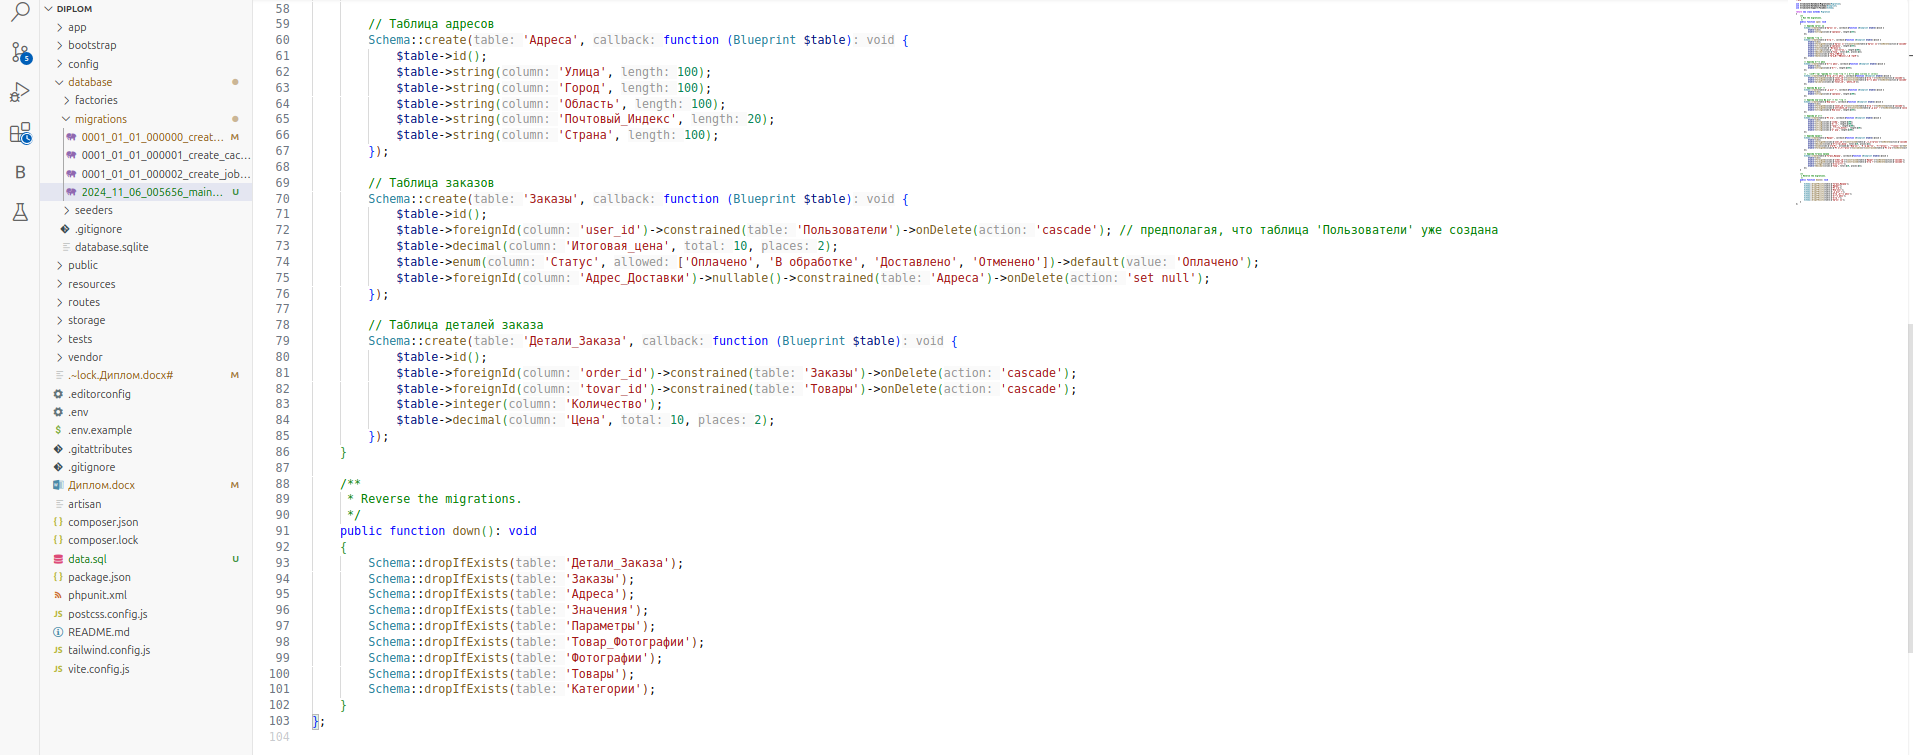 DIPLOM
app
bootstrap
config
database
factories
migrations
0001_01_01_000000_creat... M
0001_01_01_000001_create_cac...
0001_01_01_000002_create_job...
2024_11_06_005656_main... U
seeders
.gitignore
database.sqlite
public
resources
routes
storage
tests
vendor
.~lock.Диплом.docx# M
.editorconfig
.env
$ .env.example
.gitattributes
.gitignore
Диплом.docx M
artisan
{} composer.json
{} composer.lock
data.sql U
{} package.json
phpunit.xml
JS postcss.config.js
README.md
JS tailwind.config.js
JS vite.config.js
5
B
58
59 // Таблица адресов
60 Schema::create(table: 'Адреса', callback: function (Blueprint $table): void {
61 $table->id();
62 $table->string(column: 'Улица', length: 100);
63 $table->string(column: 'Город', length: 100);
64 $table->string(column: 'Область', length: 100);
65 $table->string(column: 'Почтовый_Индекс', length: 20);
66 $table->string(column: 'Страна', length: 100);
67 });
68
69 // Таблица заказов
70 Schema::create(table: 'Заказы', callback: function (Blueprint $table): void {
71 $table->id();
72 $table->foreignId(column: 'user_id')->constrained(table: 'Пользователи')->onDelete(action: 'cascade'); // предполагая, что таблица 'Пользователи' уже создана
73 $table->decimal(column: 'Итоговая_цена', total: 10, places: 2);
74 $table->enum(column: 'Статус', allowed: ['Оплачено', 'В обработке', 'Доставлено', 'Отменено'])->default(value: 'Оплачено');
75 $table->foreignId(column: 'Адрес_Доставки')->nullable()->constrained(table: 'Адреса')->onDelete(action: 'set null');
76 });
77
78 // Таблица деталей заказа
79 Schema::create(table: 'Детали_Заказа', callback: function (Blueprint $table): void {
80 $table->id();
81 $table->foreignId(column: 'order_id')->constrained(table: 'Заказы')->onDelete(action: 'cascade');
82 $table->foreignId(column: 'tovar_id')->constrained(table: 'Товары')->onDelete(action: 'cascade');
83 $table->integer(column: 'Количество');
84 $table->decimal(column: 'Цена', total: 10, places: 2);
85 });
86 }
87
88 /**
89 * Reverse the migrations.
90 */
91 public function down(): void
92 {
93 Schema::dropIfExists(table: 'Детали_Заказа');
94 Schema::dropIfExists(table: 'Заказы');
95 Schema::dropIfExists(table: 'Адреса');
96 Schema::dropIfExists(table: 'Значения');
97 Schema::dropIfExists(table: 'Параметры');
98 Schema::dropIfExists(table: 'Товар_Фотографии');
99 Schema::dropIfExists(table: 'Фотографии');
100 Schema::dropIfExists(table: 'Товары');
101 Schema::dropIfExists(table: 'Категории');
102 }
103 };
104